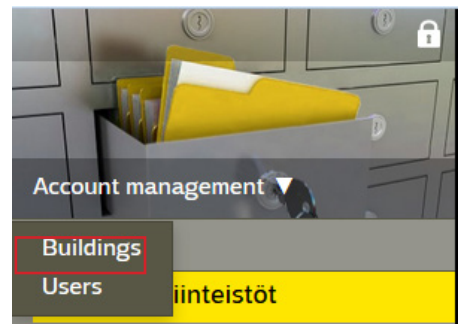 Account management ▼
Buildings
Users
iinteistöt